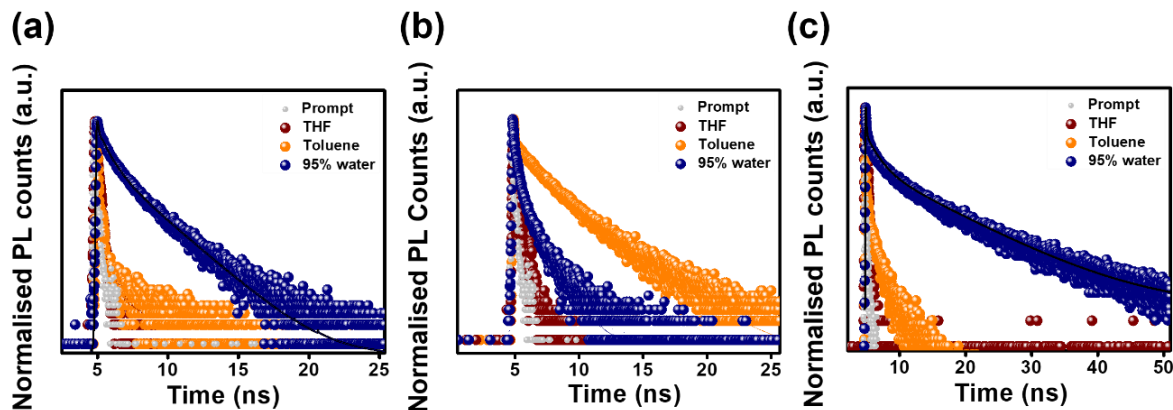 (a)
Normalised PL counts (a.u.)
Prompt
THF
Toluene
95% water
5 10 15 20 25
Time (ns)
(b)
Normalised PL Counts (a.u.)
Prompt
THF
Toluene
95% water
5 10 15 20 25
Time (ns)
(c)
Normalised PL counts (a.u.)
Prompt
THF
Toluene
95% water
10 20 30 40 50
Time (ns)